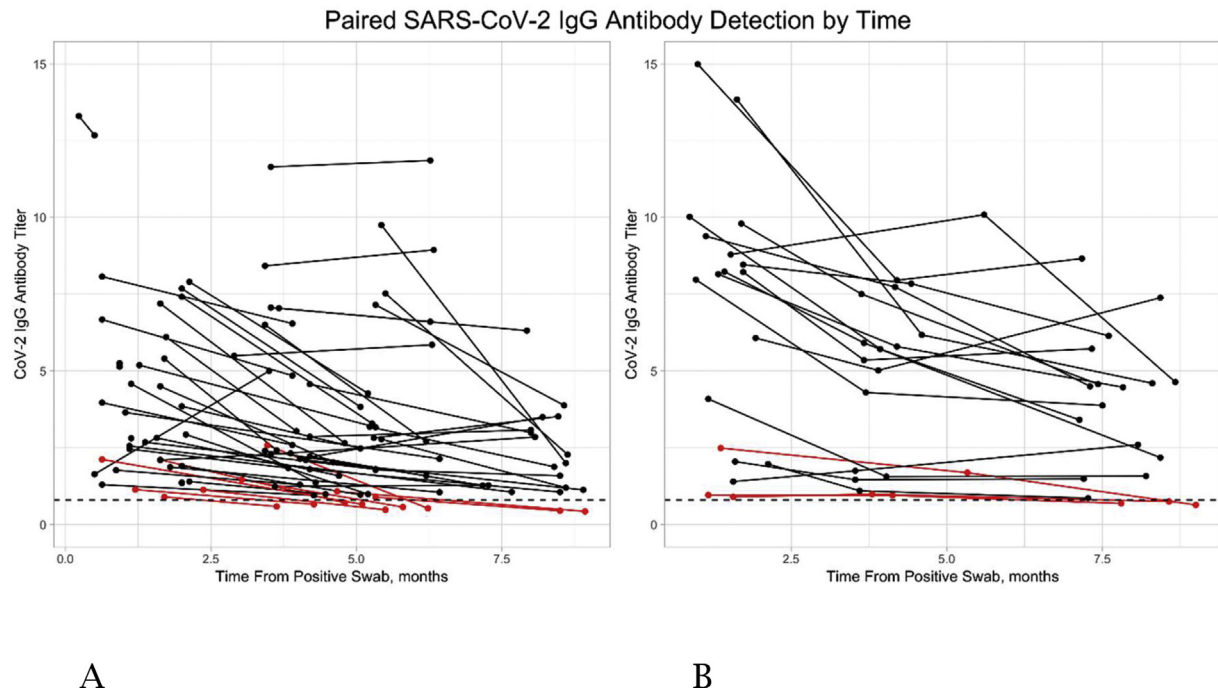 Paired SARS-CoV-2 IgG Antibody Detection by Time
CoV-2 IgG Antibody Titer
15
10
5
0
0.0 2.5 5.0 7.5
Time From Positive Swab, months
A
CoV-2 IgG Antibody Titer
15
10
5
0
2.5 5.0 7.5
Time From Positive Swab, months
B